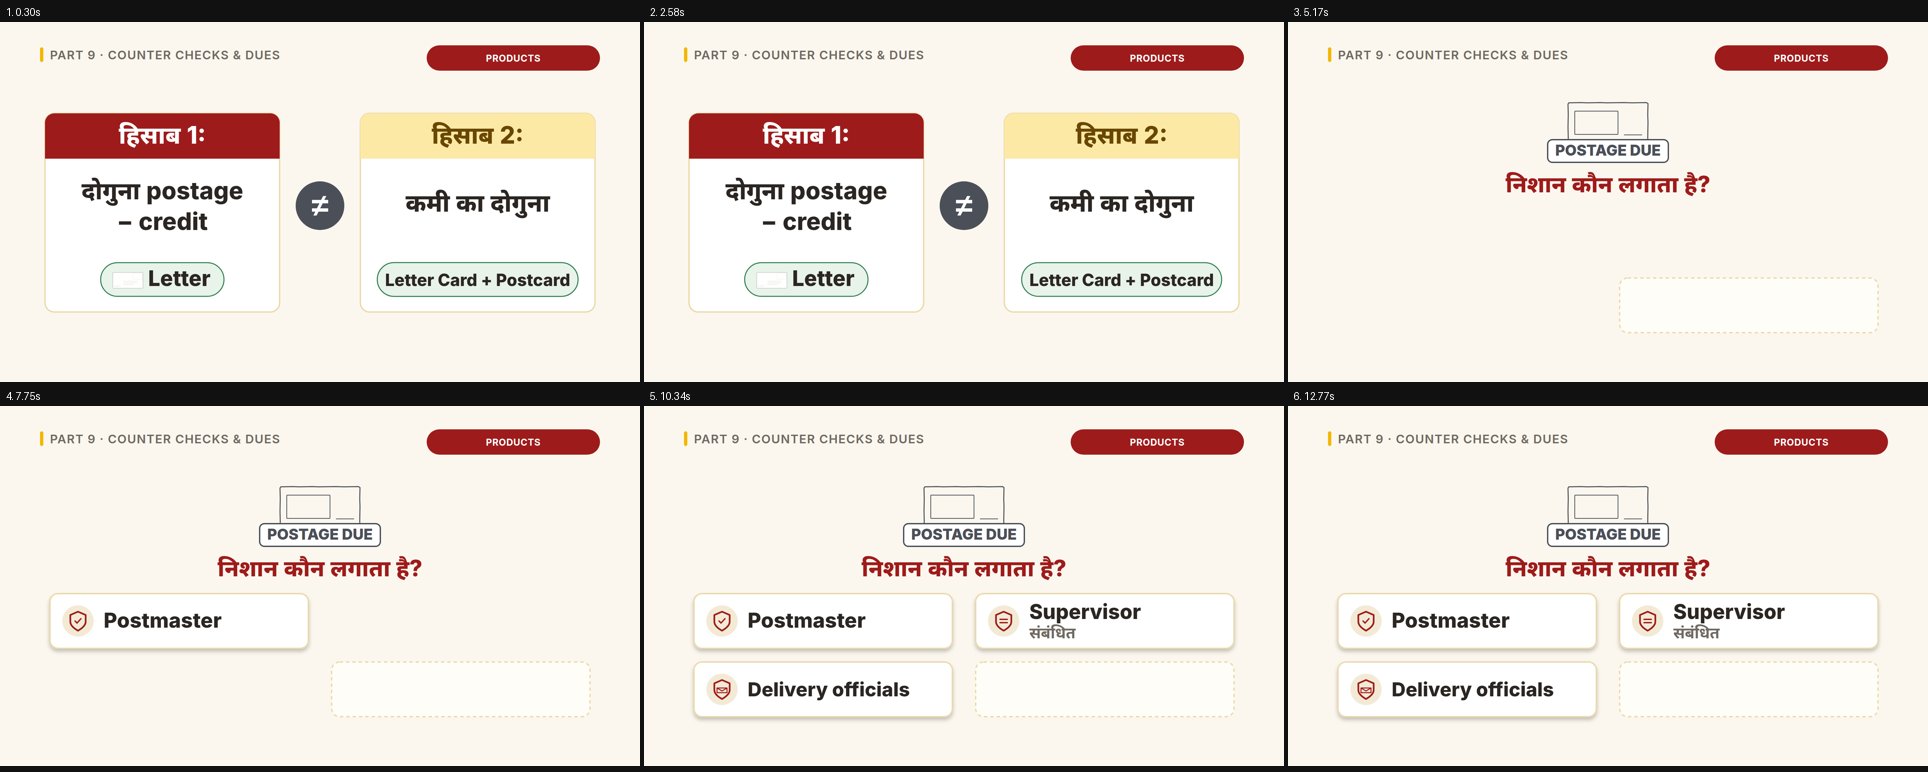 1. 0.30s
PART 9 · COUNTER CHECKS & DUES
PRODUCTS
हिसाब 1:
दोगुना postage
– credit
Letter
≠
हिसाब 2:
कमी का दोगुना
Letter Card + Postcard
2. 2.58s
PART 9 · COUNTER CHECKS & DUES
PRODUCTS
हिसाब 1:
दोगुना postage
– credit
Letter
≠
हिसाब 2:
कमी का दोगुना
Letter Card + Postcard
3. 5.17s
PART 9 · COUNTER CHECKS & DUES
PRODUCTS
POSTAGE DUE
निशान कौन लगाता है?
4. 7.75s
PART 9 · COUNTER CHECKS & DUES
PRODUCTS
POSTAGE DUE
निशान कौन लगाता है?
Postmaster
5. 10.34s
PART 9 · COUNTER CHECKS & DUES
PRODUCTS
POSTAGE DUE
निशान कौन लगाता है?
Postmaster
Supervisor
संबंधित
Delivery officials
6. 12.77s
PART 9 · COUNTER CHECKS & DUES
PRODUCTS
POSTAGE DUE
निशान कौन लगाता है?
Postmaster
Supervisor
संबंधित
Delivery officials